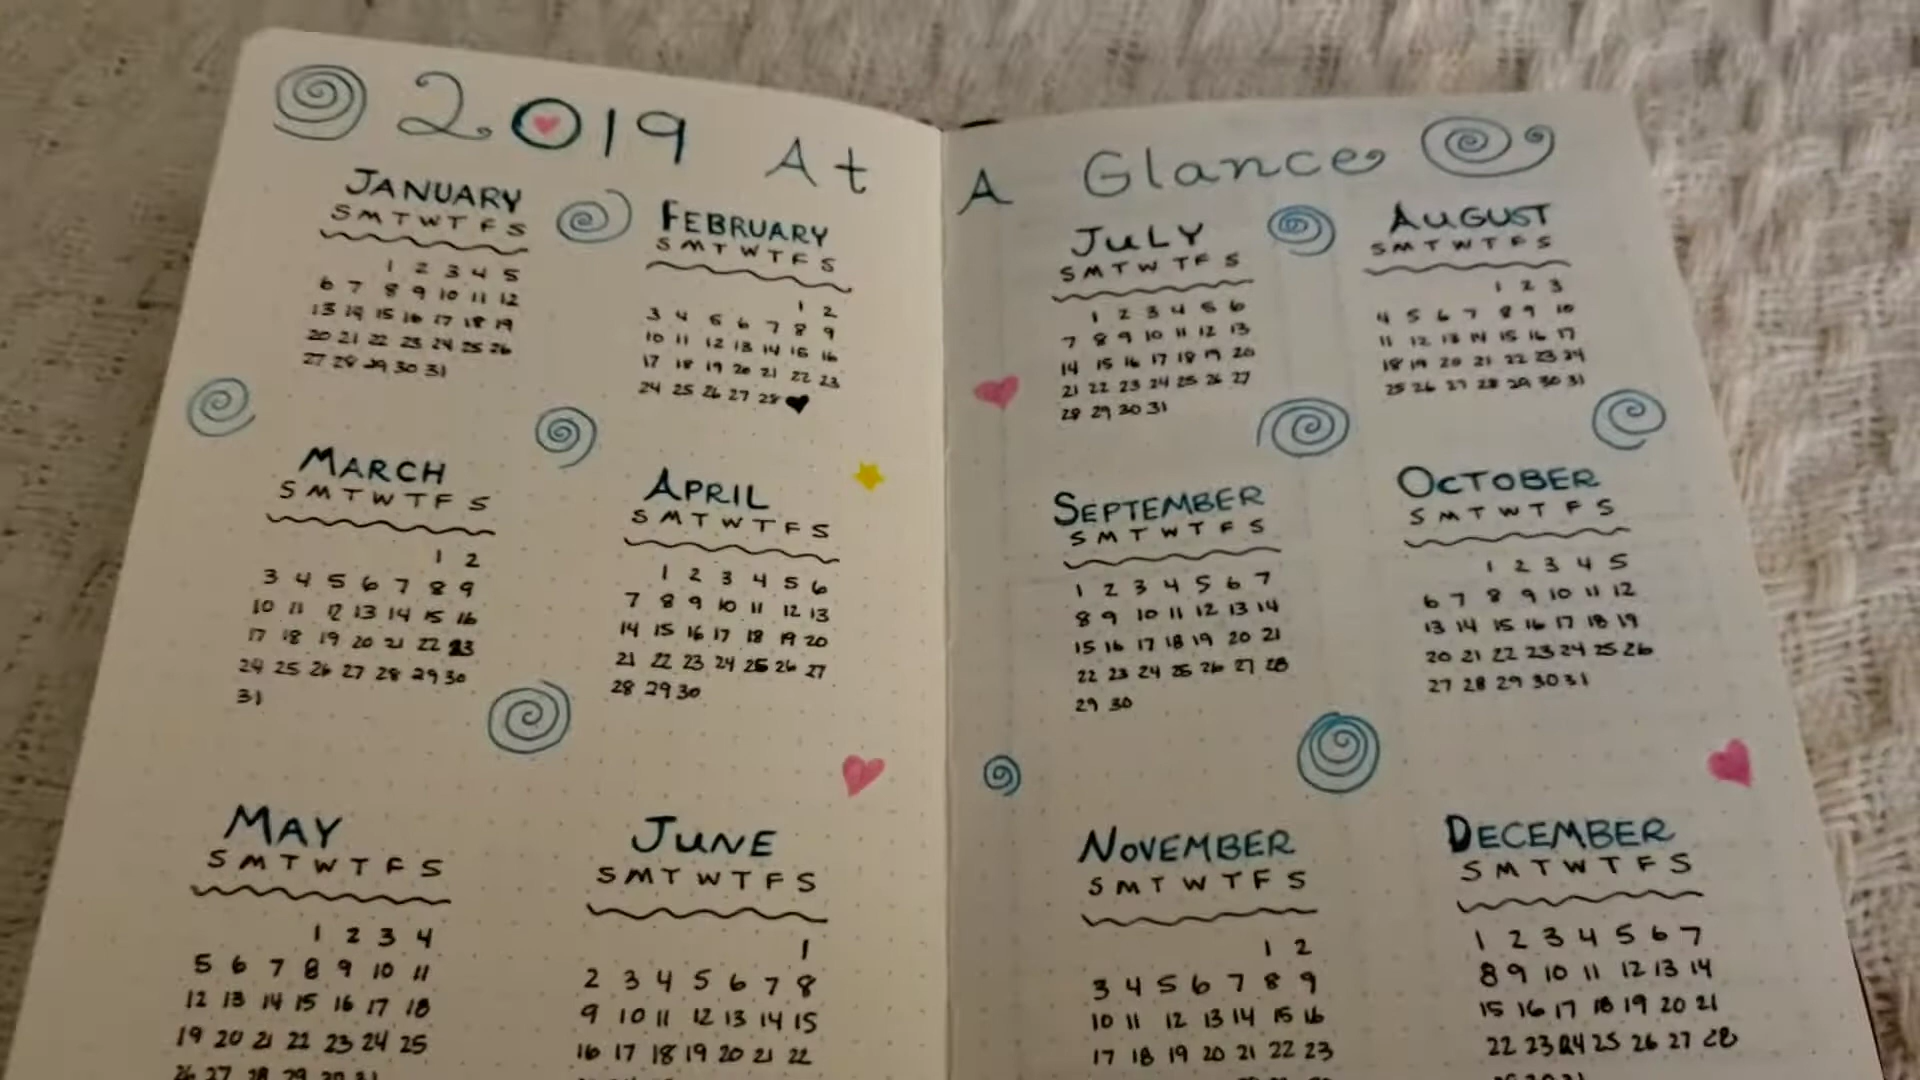 2019 At A Glance
JANUARY
S M T W T F S
1 2 3 4 5
6 7 8 9 10 11 12
13 14 15 16 17 18 19
20 21 22 23 24 25 26
27 28 29 30 31
FEBRUARY
S M T W T F S
1 2
3 4 5 6 7 8 9
10 11 12 13 14 15 16
17 18 19 20 21 22 23
24 25 26 27 28
MARCH
S M T W T F S
1 2
3 4 5 6 7 8 9
10 11 12 13 14 15 16
17 18 19 20 21 22 23
24 25 26 27 28 29 30
31
APRIL
S M T W T F S
1 2 3 4 5 6
7 8 9 10 11 12 13
14 15 16 17 18 19 20
21 22 23 24 25 26 27
28 29 30
MAY
S M T W T F S
1 2 3 4
5 6 7 8 9 10 11
12 13 14 15 16 17 18
19 20 21 22 23 24 25
26 27 28 29 30 31
JUNE
S M T W T F S
1
2 3 4 5 6 7 8
9 10 11 12 13 14 15
16 17 18 19 20 21 22
JULY
S M T W T F S
1 2 3 4 5 6
7 8 9 10 11 12 13
14 15 16 17 18 19 20
21 22 23 24 25 26 27
28 29 30 31
AUGUST
S M T W T F S
1 2 3
4 5 6 7 8 9 10
11 12 13 14 15 16 17
18 19 20 21 22 23 24
25 26 27 28 29 30 31
SEPTEMBER
S M T W T F S
1 2 3 4 5 6 7
8 9 10 11 12 13 14
15 16 17 18 19 20 21
22 23 24 25 26 27 28
29 30
OCTOBER
S M T W T F S
1 2 3 4 5
6 7 8 9 10 11 12
13 14 15 16 17 18 19
20 21 22 23 24 25 26
27 28 29 30 31
NOVEMBER
S M T W T F S
1 2
3 4 5 6 7 8 9
10 11 12 13 14 15 16
17 18 19 20 21 22 23
DECEMBER
S M T W T F S
1 2 3 4 5 6 7
8 9 10 11 12 13 14
15 16 17 18 19 20 21
22 23 24 25 26 27 28